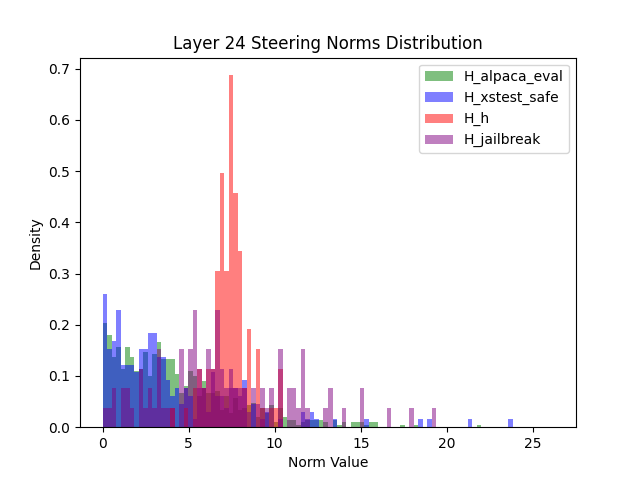 Layer 24 Steering Norms Distribution
H_alpaca_eval
H_xstest_safe
H_h
H_jailbreak
Density
0.7
0.6
0.5
0.4
0.3
0.2
0.1
0.0
0 5 10 15 20 25
Norm Value